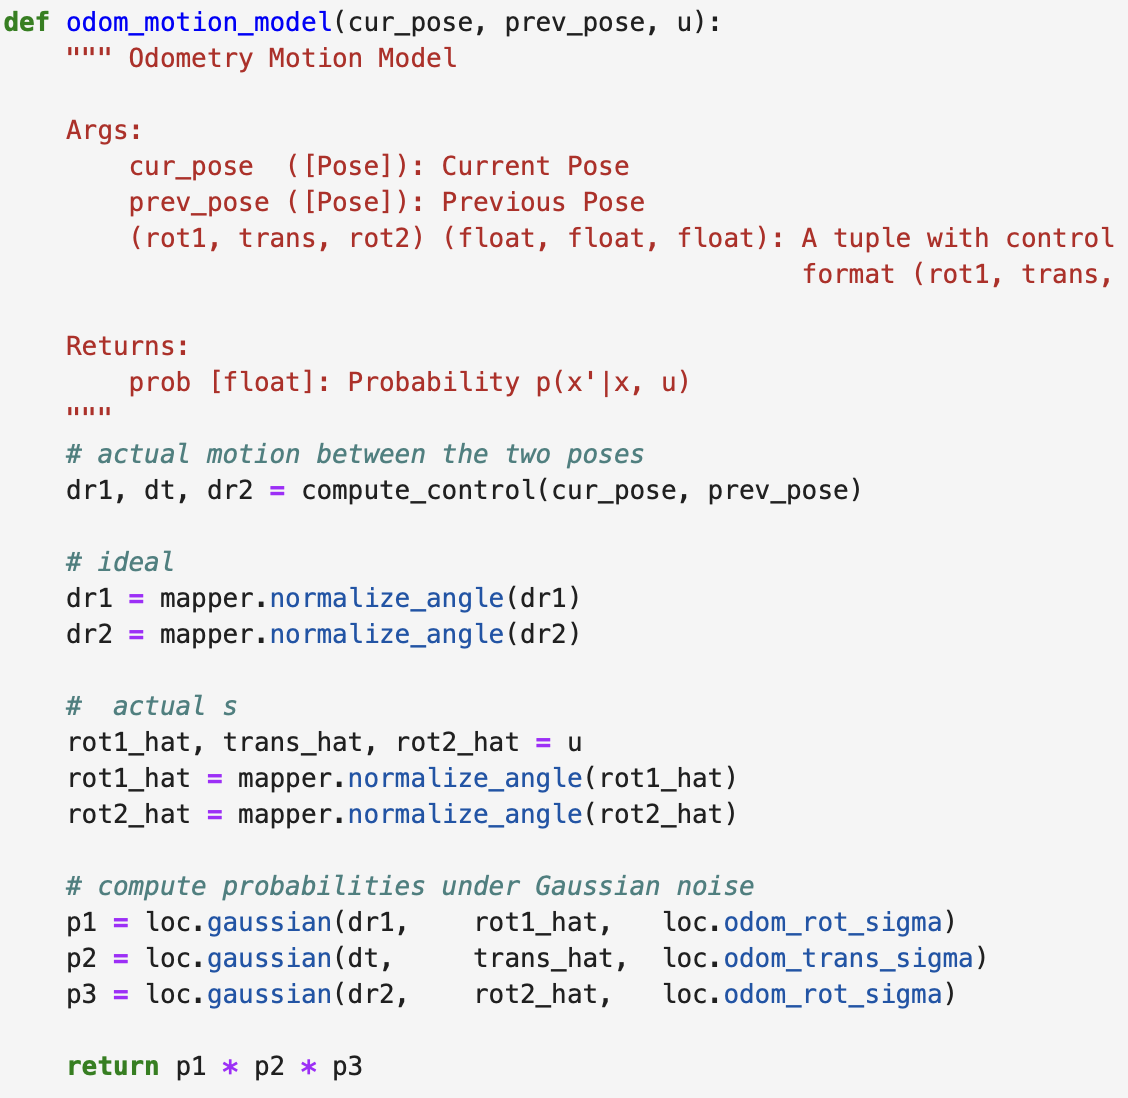 def odom_motion_model(cur_pose, prev_pose, u):
    """ Odometry Motion Model

    Args:
        cur_pose  ([Pose]): Current Pose
        prev_pose ([Pose]): Previous Pose
        (rot1, trans, rot2) (float, float, float): A tuple with control
                                                   format (rot1, trans,

    Returns:
        prob [float]: Probability p(x'|x, u)
    """
    # actual motion between the two poses
    dr1, dt, dr2 = compute_control(cur_pose, prev_pose)

    # ideal
    dr1 = mapper.normalize_angle(dr1)
    dr2 = mapper.normalize_angle(dr2)

    #  actual s
    rot1_hat, trans_hat, rot2_hat = u
    rot1_hat = mapper.normalize_angle(rot1_hat)
    rot2_hat = mapper.normalize_angle(rot2_hat)

    # compute probabilities under Gaussian noise
    p1 = loc.gaussian(dr1,    rot1_hat,   loc.odom_rot_sigma)
    p2 = loc.gaussian(dt,     trans_hat,  loc.odom_trans_sigma)
    p3 = loc.gaussian(dr2,    rot2_hat,   loc.odom_rot_sigma)

    return p1 * p2 * p3